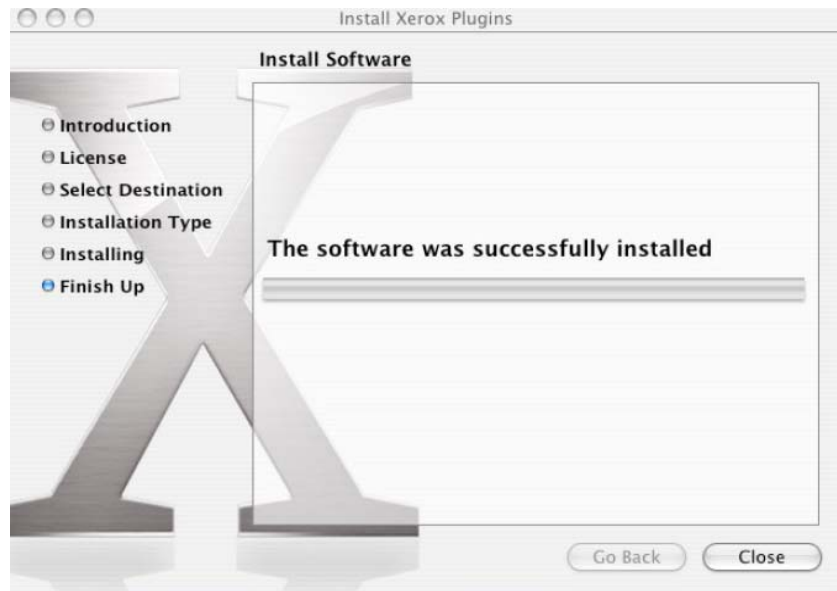 Install Xerox Plugins
Install Software
Introduction
License
Select Destination
Installation Type
Installing
Finish Up
The software was successfully installed
Go Back
Close